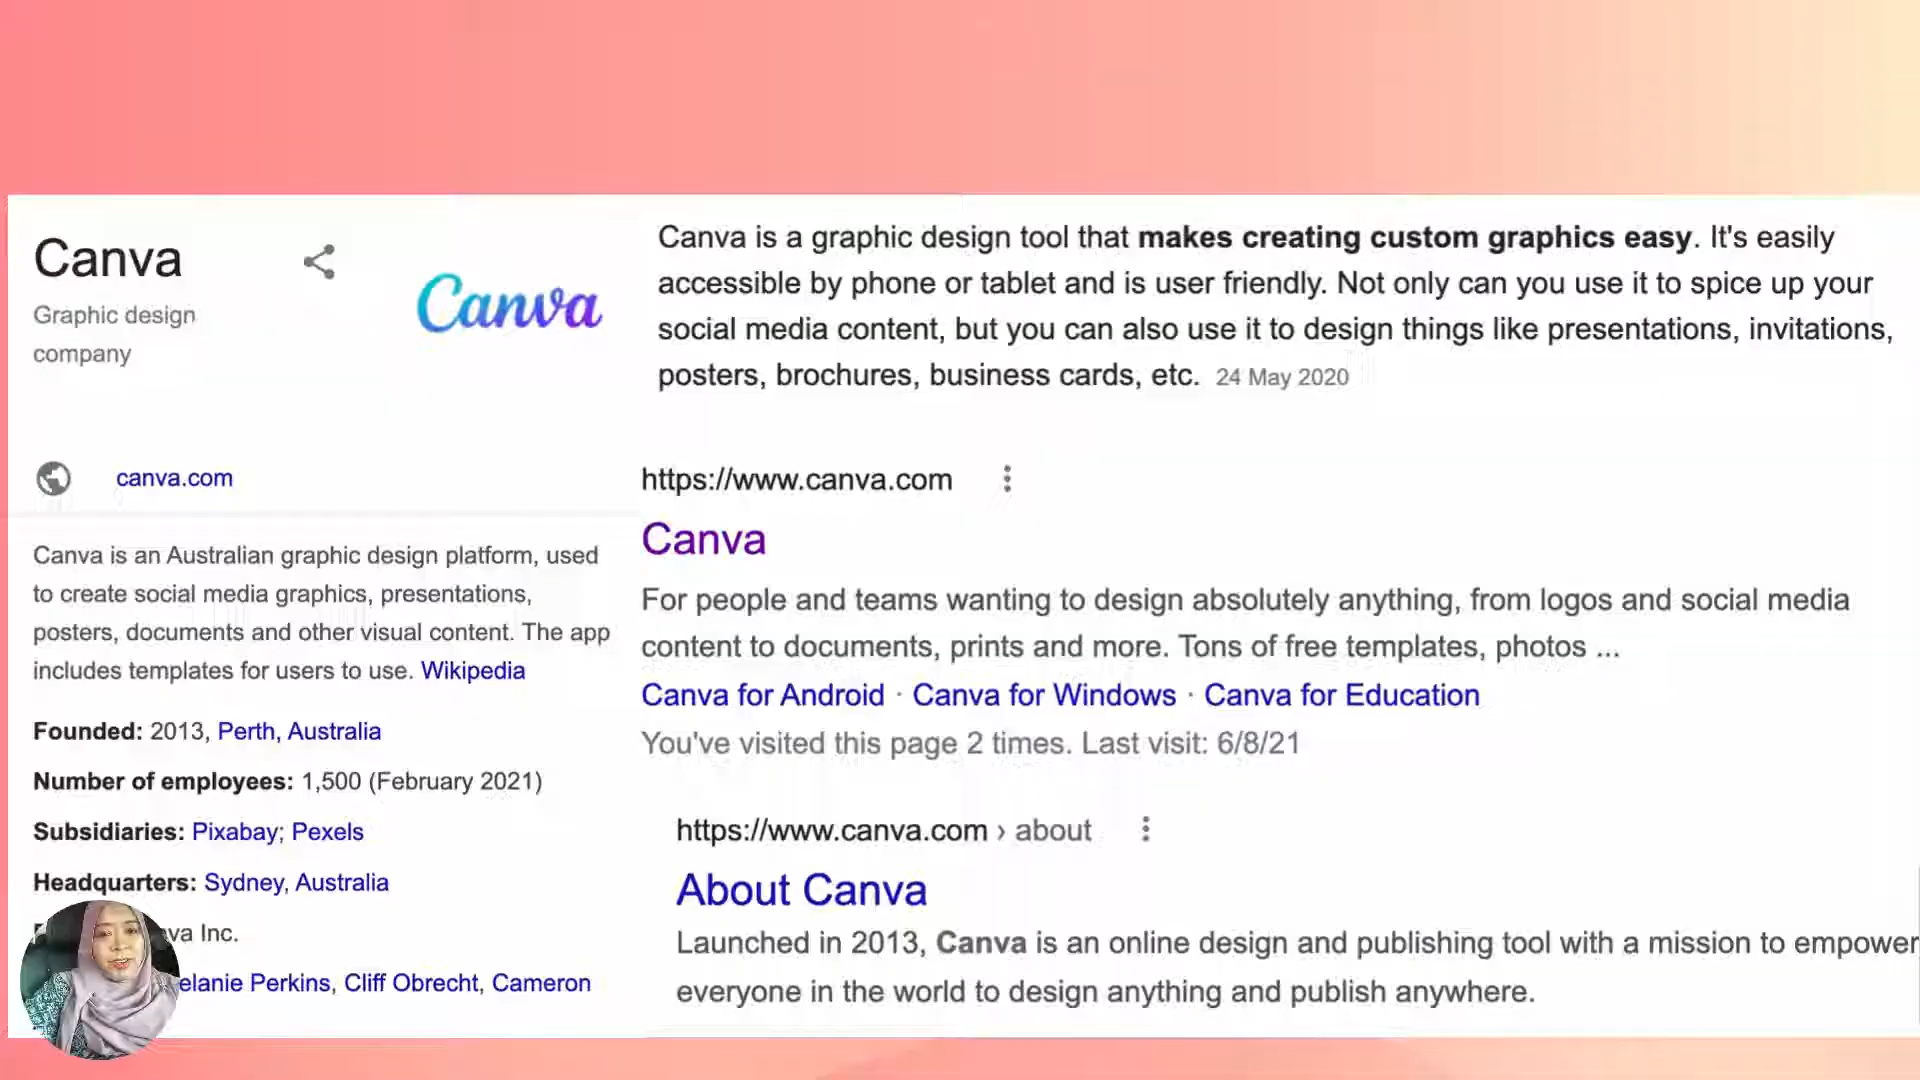 Canva
Graphic design
company
Canva
canva.com
Canva is an Australian graphic design platform, used
to create social media graphics, presentations,
posters, documents and other visual content. The app
includes templates for users to use. Wikipedia
Founded: 2013, Perth, Australia
Number of employees: 1,500 (February 2021)
Subsidiaries: Pixabay; Pexels
Headquarters: Sydney, Australia
Inc.
Perkins, Cliff Obrecht, Cameron
Canva is a graphic design tool that makes creating custom graphics easy. It's easily
accessible by phone or tablet and is user friendly. Not only can you use it to spice up your
social media content, but you can also use it to design things like presentations, invitations,
posters, brochures, business cards, etc. 24 May 2020
https://www.canva.com
Canva
For people and teams wanting to design absolutely anything, from logos and social media
content to documents, prints and more. Tons of free templates, photos ...
Canva for Android · Canva for Windows · Canva for Education
You've visited this page 2 times. Last visit: 6/8/21
https://www.canva.com › about
About Canva
Launched in 2013, Canva is an online design and publishing tool with a mission to empower
everyone in the world to design anything and publish anywhere.